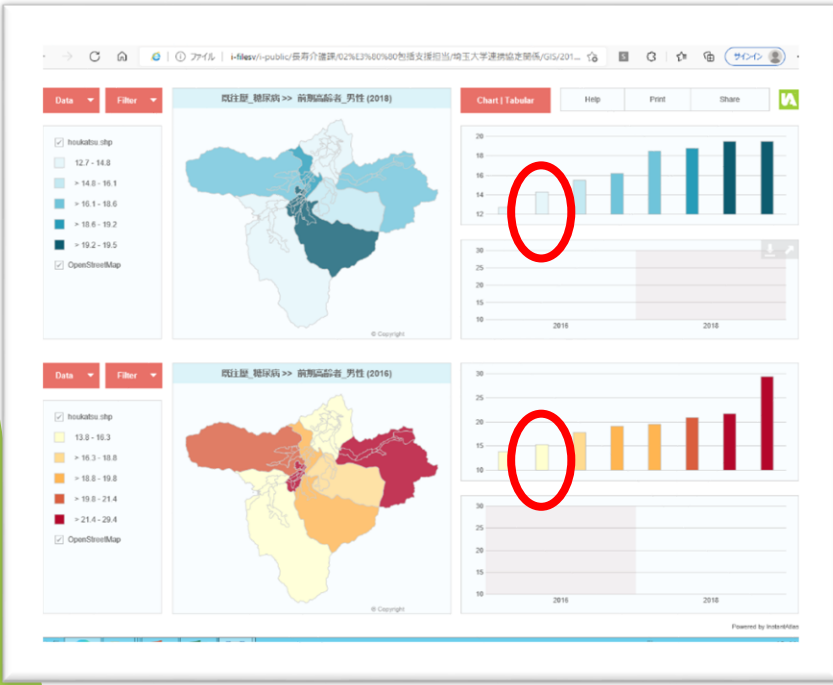 ファイル | i-filesv/i-public/長寿介護課/02%E3%80%80包括支援担当/埼玉大学連携協定関係/GIS/201...
サインイン
Data Filter
既往歴_糖尿病 >> 前期高齢者_男性 (2018)
Chart | Tabular Help Print Share
houkatsu.shp
12.7 - 14.8
> 14.8 - 16.1
> 16.1 - 18.6
> 18.6 - 19.2
> 19.2 - 19.5
OpenStreetMap
© Copyright
20
18
16
14
12
30
25
20
15
10
2016 2018
Data Filter
既往歴_糖尿病 >> 前期高齢者_男性 (2016)
houkatsu.shp
13.8 - 16.3
> 16.3 - 18.8
> 18.8 - 19.8
> 19.8 - 21.4
> 21.4 - 29.4
OpenStreetMap
© Copyright
30
25
20
15
10
30
25
20
15
10
2016 2018
Powered by InstantAtlas